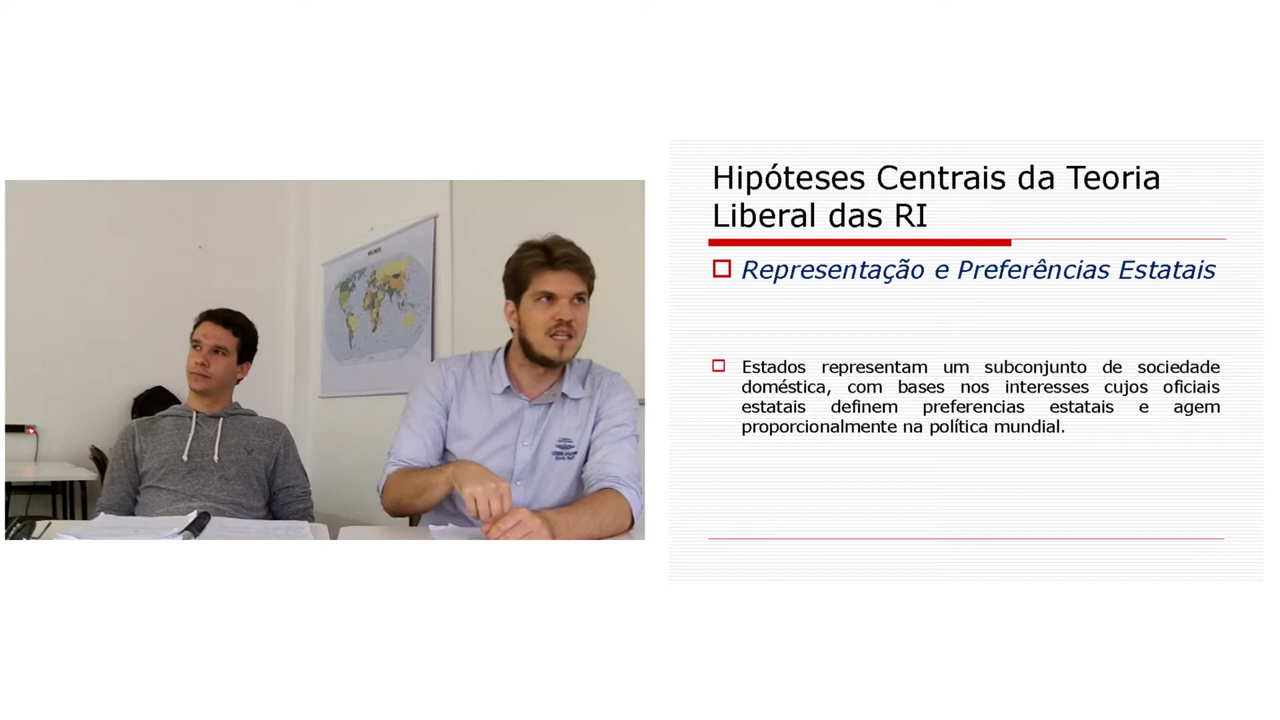 Hipóteses Centrais da Teoria
Liberal das RI
Representação e Preferências Estatais
Estados representam um subconjunto de sociedade
doméstica, com bases nos interesses cujos oficiais
estatais definem preferencias estatais e agem
proporcionalmente na política mundial.